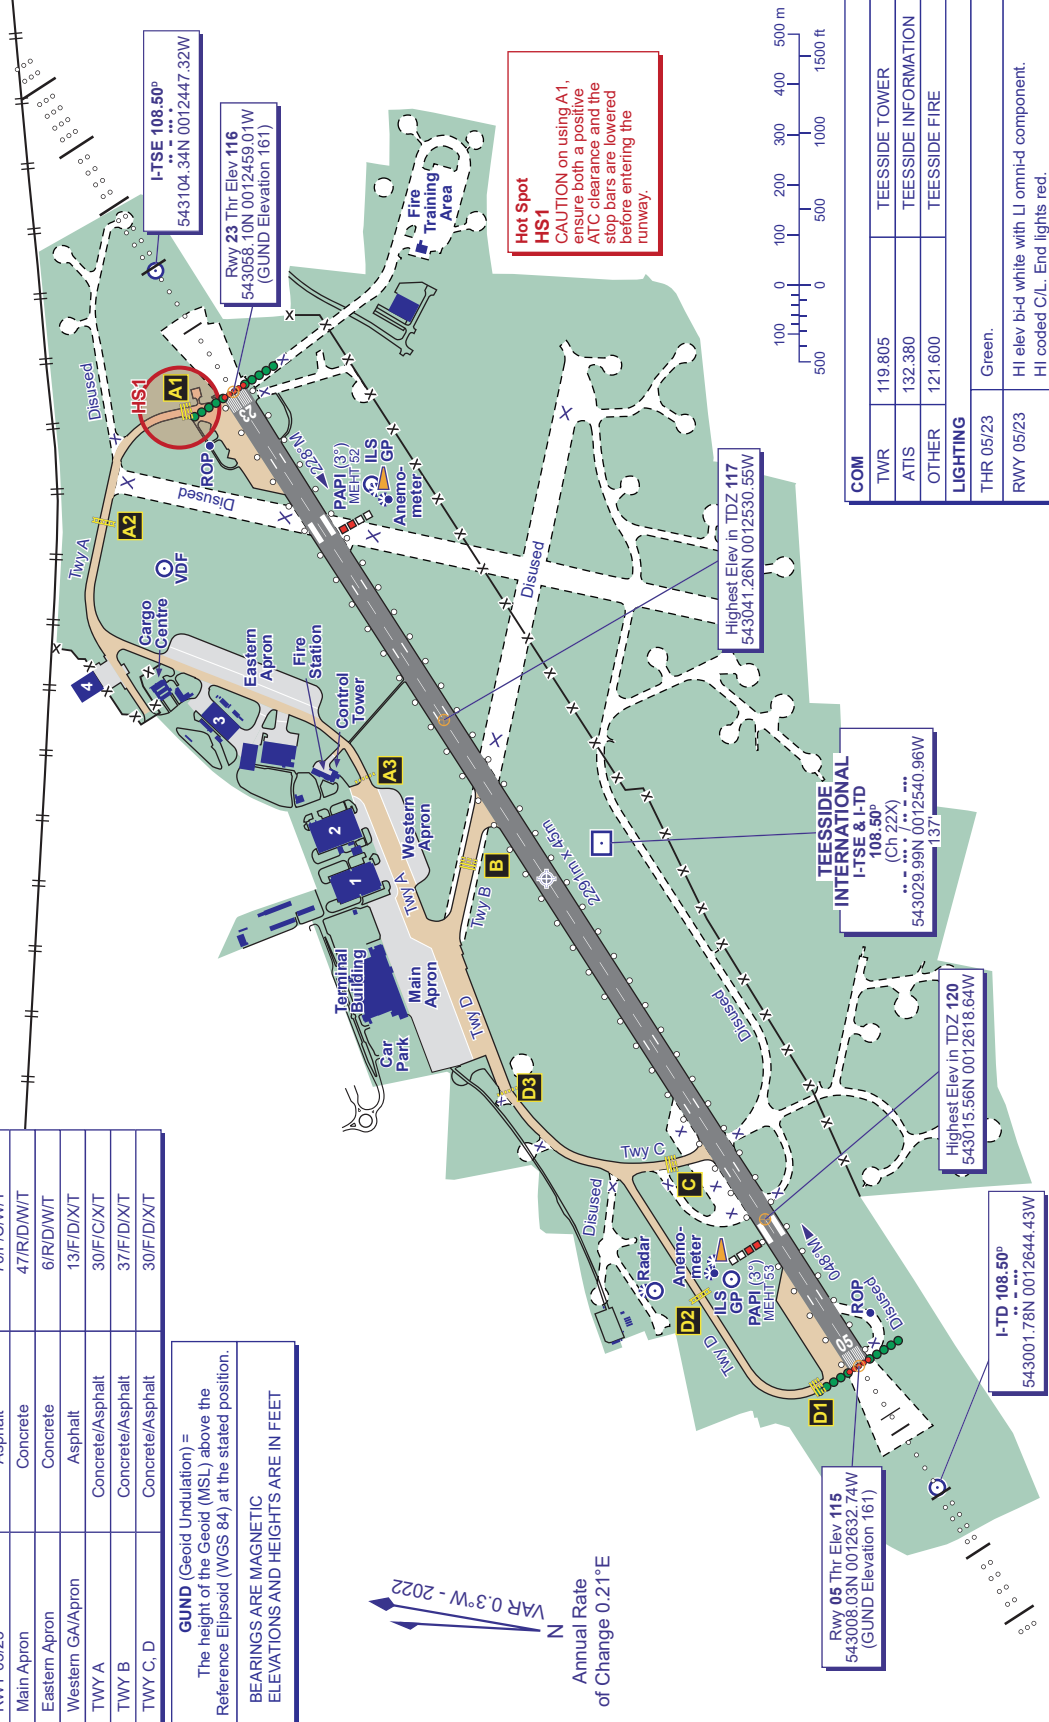 Main Apron Concrete 47/R/D/W/T
Eastern Apron Concrete 6/R/D/W/T
Western GA/Apron Asphalt 13/F/D/X/T
TWY A Concrete/Asphalt 30/F/C/X/T
TWY B Concrete/Asphalt 37/F/D/X/T
TWY C, D Concrete/Asphalt 30/F/D/X/T
GUND (Geoid Undulation) =
The height of the Geoid (MSL) above the
Reference Elipsoid (WGS 84) at the stated position.
BEARINGS ARE MAGNETIC
ELEVATIONS AND HEIGHTS ARE IN FEET
VAR 0.3°W - 2022
N
Annual Rate
of Change 0.21°E
I-TSE 108.50ᴰ
543104.34N 0012447.32W
Rwy 23 Thr Elev 116
543058.10N 0012459.01W
(GUND Elevation 161)
Hot Spot
HS1
CAUTION on using A1,
ensure both a positive
ATC clearance and the
stop bars are lowered
before entering the
runway.
HS1
A1
Disused
A2
Twy A
Disused
ROP
VDF
23
228°M
PAPI (3°)
MEHT 52
ILS
GP
Anemo-
meter
Fire
Training
Area
4
Cargo
Centre
3
Eastern
Apron
Fire
Station
Control
Tower
A3
2
1
Western
Apron
Twy A
B
Twy B
Disused
2291m x 45m
Terminal
Building
Main
Apron
Car
Park
Twy D
D3
Highest Elev in TDZ 117
543041.26N 0012530.55W
TEESSIDE
INTERNATIONAL
I-TSE & I-TD
108.50ᴰ
(Ch 22X)
543029.99N 0012540.96W
137'
Disused
Highest Elev in TDZ 120
543015.56N 0012618.64W
Twy C
C
Disused
Radar
Anemo-
meter
D2
ILS
GP
PAPI (3°)
MEHT 53
Twy D
048°M
ROP
Disused
05
D1
I-TD 108.50ᴰ
543001.78N 0012644.43W
Rwy 05 Thr Elev 115
543008.03N 0012632.74W
(GUND Elevation 161)
100 0 100 200 300 400 500 m
500 0 500 1000 1500 ft
COM
TWR 119.805 TEESSIDE TOWER
ATIS 132.380 TEESSIDE INFORMATION
OTHER 121.600 TEESSIDE FIRE
LIGHTING
THR 05/23 Green.
RWY 05/23 HI elev bi-d white with LI omni-d component.
HI coded C/L. End lights red.